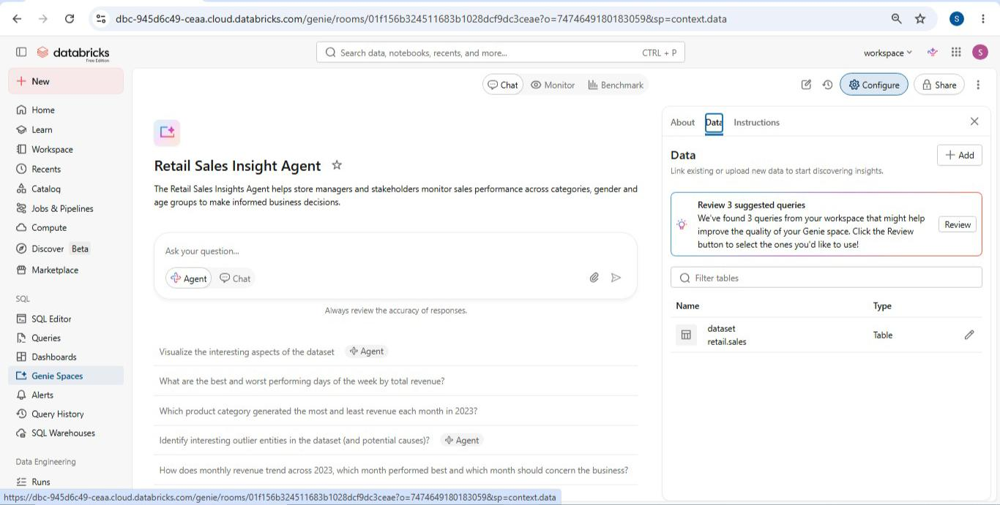 dbc-945d6c49-ceaa.cloud.databricks.com/genie/rooms/01f156b324511683b1028dcf9dc3ceae?o=7474649180183059&sp=context.data
S
databricks
Free Edition
Search data, notebooks, recents, and more...
CTRL + P
workspace
S
New
Home
Learn
Workspace
Recents
Catalog
Jobs & Pipelines
Compute
Discover Beta
Marketplace
SQL
SQL Editor
Queries
Dashboards
Genie Spaces
Alerts
Query History
SQL Warehouses
Data Engineering
Runs
Chat
Monitor
Benchmark
Configure
Share
Retail Sales Insight Agent
The Retail Sales Insights Agent helps store managers and stakeholders monitor sales performance across categories, gender and
age groups to make informed business decisions.
Ask your question...
Agent
Chat
Always review the accuracy of responses.
Visualize the interesting aspects of the dataset Agent
What are the best and worst performing days of the week by total revenue?
Which product category generated the most and least revenue each month in 2023?
Identify interesting outlier entities in the dataset (and potential causes)? Agent
How does monthly revenue trend across 2023, which month performed best and which month should concern the business?
About
Data
Instructions
Data
Add
Link existing or upload new data to start discovering insights.
Review 3 suggested queries
We've found 3 queries from your workspace that might help
improve the quality of your Genie space. Click the Review
button to select the ones you'd like to use!
Review
Filter tables
Name
Type
dataset
retail.sales
Table
https://dbc-945d6c49-ceaa.cloud.databricks.com/genie/rooms/01f156b324511683b1028dcf9dc3ceae?o=7474649180183059&sp=context.data